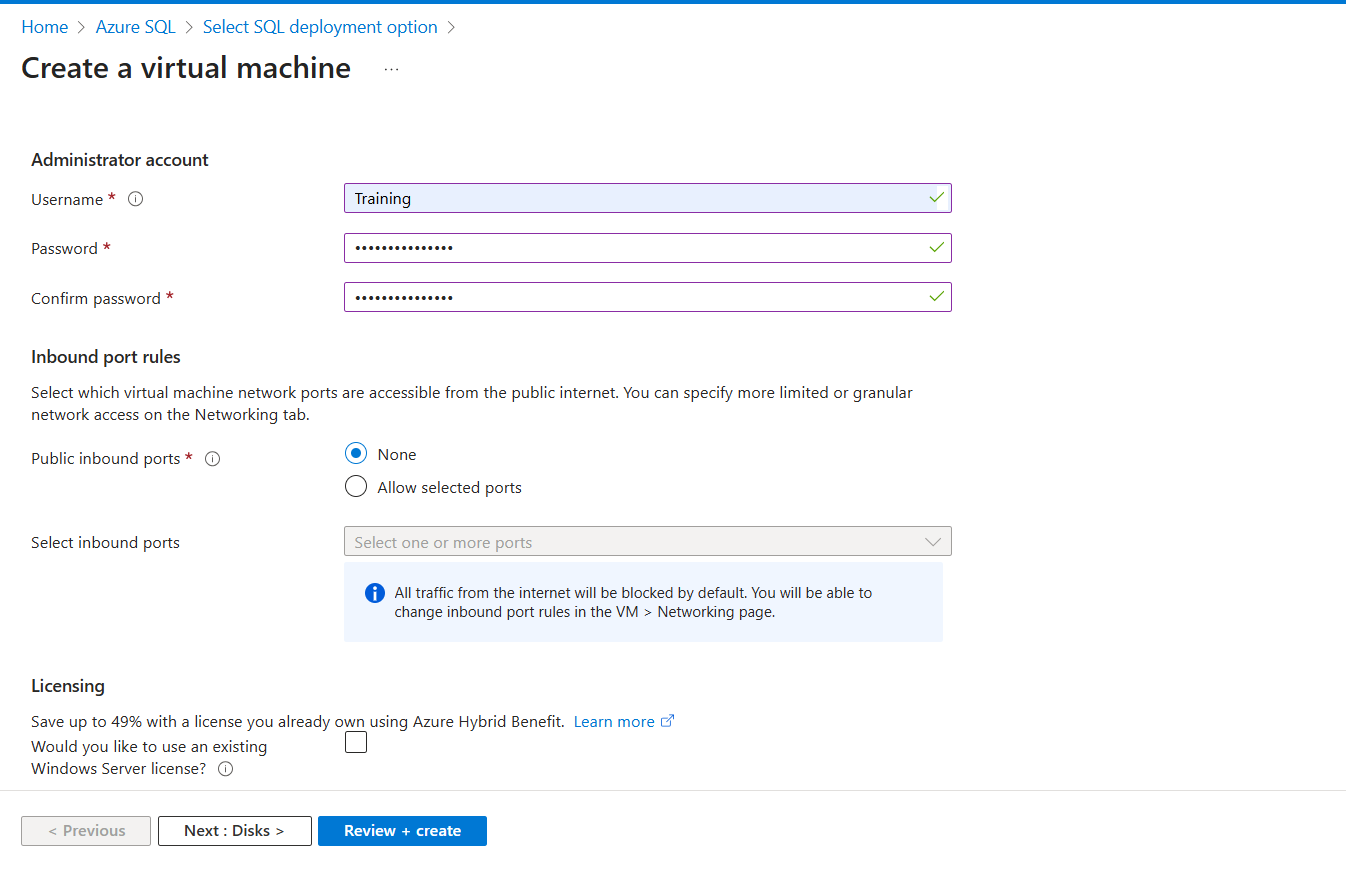 Home > Azure SQL > Select SQL deployment option >
Create a virtual machine ...
Administrator account
Username * Training
Password * •••••••••••••••
Confirm password * •••••••••••••••
Inbound port rules
Select which virtual machine network ports are accessible from the public internet. You can specify more limited or granular
network access on the Networking tab.
Public inbound ports * None
Allow selected ports
Select inbound ports Select one or more ports
All traffic from the internet will be blocked by default. You will be able to
change inbound port rules in the VM > Networking page.
Licensing
Save up to 49% with a license you already own using Azure Hybrid Benefit. Learn more
Would you like to use an existing
Windows Server license?
< Previous Next : Disks > Review + create